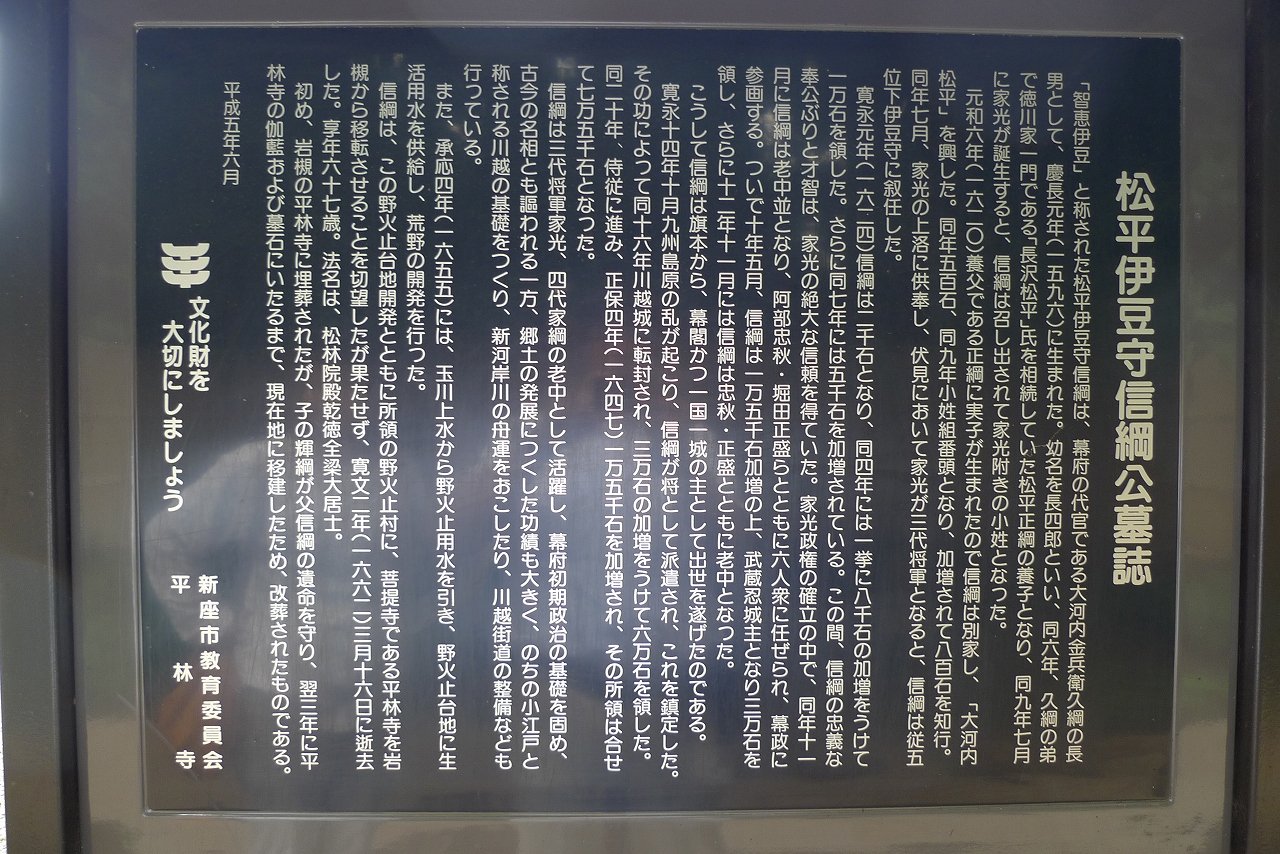 松平伊豆守信綱公墓誌
「智恵伊豆」と称された松平伊豆守信綱は、幕府の代官である大河内金兵衛久綱の長
男として、慶長元年(一五九六)に生まれた。幼名を長四郎といい、同六年、久綱の弟
で徳川家一門である「長沢松平」氏を相続していた松平正綱の養子となり、同九年七月
に家光が誕生すると、信綱は召し出されて家光附きの小姓となった。
元和六年(一六二〇)養父である正綱に実子が生まれたので信綱は別家し、「大河内
松平」を興した。同年五百石、同九年小姓組番頭となり、加増されて八百石を知行。
同年七月、家光の上洛に供奉し、伏見において家光が三代将軍となると、信綱は従五
位下伊豆守に叙任した。
寛永元年(一六二四)信綱は二千石となり、同四年には一挙に八千石の加増をうけて
一万石を領した。さらに同七年には五千石を加増されている。この間、信綱の忠義な
奉公ぶりと才智は、家光の絶大な信頼を得ていた。家光政権の確立の中で、同年十一
月に信綱は老中並となり、阿部忠秋・堀田正盛らとともに六人衆に任ぜられ、幕政に
参画する。ついで十年五月、信綱は一万五千石加増の上、武蔵忍城主となり三万石を
領し、さらに十二年十一月には信綱は忠秋・正盛とともに老中となった。
こうして信綱は旗本から、幕閣かつ一国一城の主として出世を遂げたのである。
寛永十四年十月九州島原の乱が起こり、信綱が将として派遣され、これを鎮定した。
その功によって同十六年川越城に転封され、三万石の加増をうけて六万石を領した。
同二十年、侍従に進み、正保四年(一六四七)一万五千石を加増され、その所領は合せ
て七万五千石となった。
信綱は三代将軍家光、四代家綱の老中として活躍し、幕府初期政治の基礎を固め、
古今の名相とも謳われる一方、郷土の発展につくした功績も大きく、のちの小江戸と
称される川越の基礎をつくり、新河岸川の舟運をおこしたり、川越街道の整備なども
行っている。
また、承応四年(一六五五)には、玉川上水から野火止用水を引き、野火止台地に生
活用水を供給し、荒野の開発を行った。
信綱は、この野火止台地開発とともに所領の野火止村に、菩提寺である平林寺を岩
槻から移転させることを切望したが果たせず、寛文二年(一六六二)三月十六日に逝去
した。享年六十七歳。法名は、松林院殿乾徳全梁大居士。
初め、岩槻の平林寺に埋葬されたが、子の輝綱が父信綱の遺命を守り、翌三年に平
林寺の伽藍および墓石にいたるまで、現在地に移建したため、改葬されたものである。
平成五年六月
文化財を
大切にしましょう
新座市教育委員会
平林寺